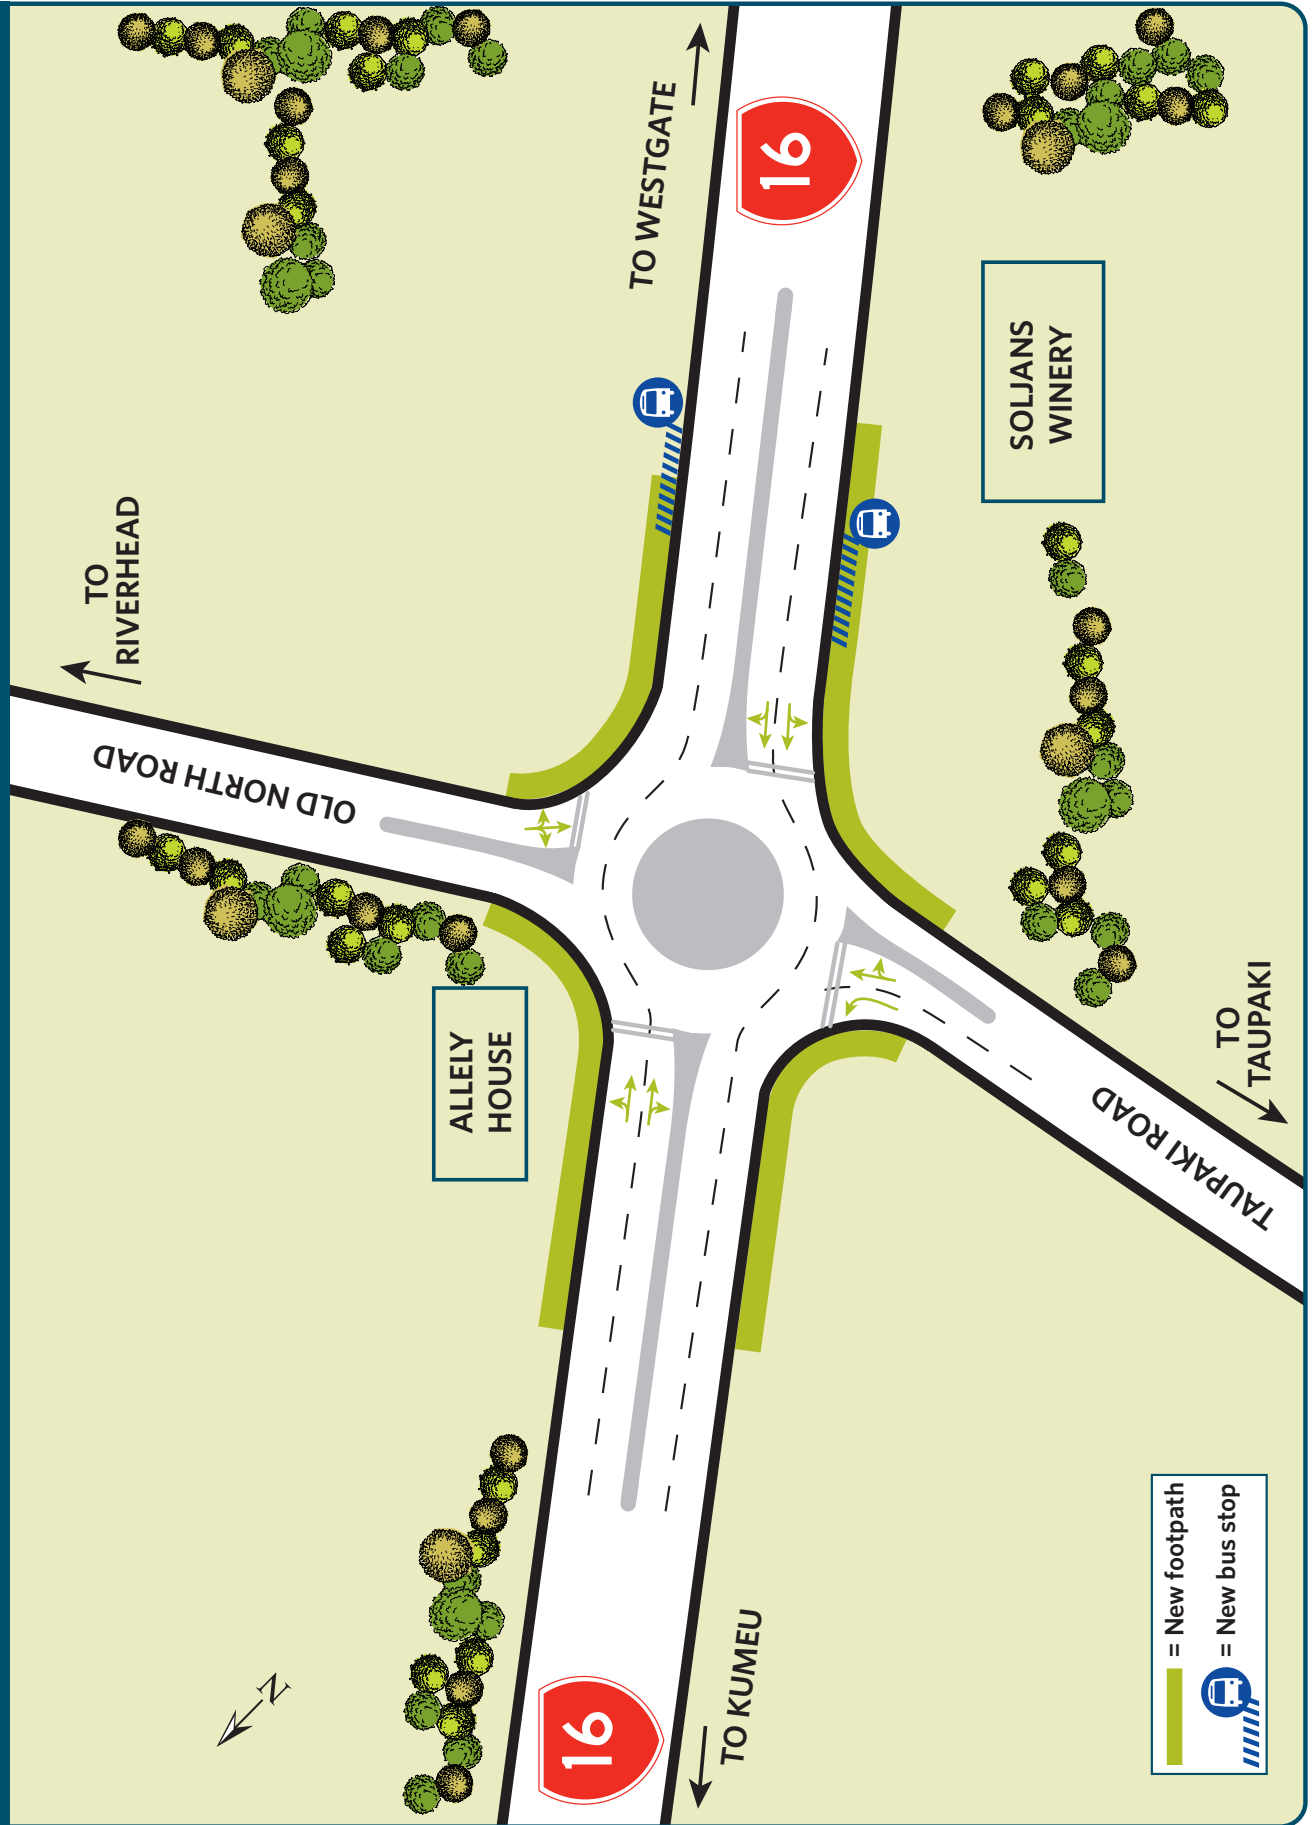 TO
RIVERHEAD
TO WESTGATE
16
OLD NORTH ROAD
SOLJANS
WINERY
ALLELY
HOUSE
TO
TAUPAKI
TAUPAKI ROAD
16
TO KUMEU
N
= New footpath
= New bus stop